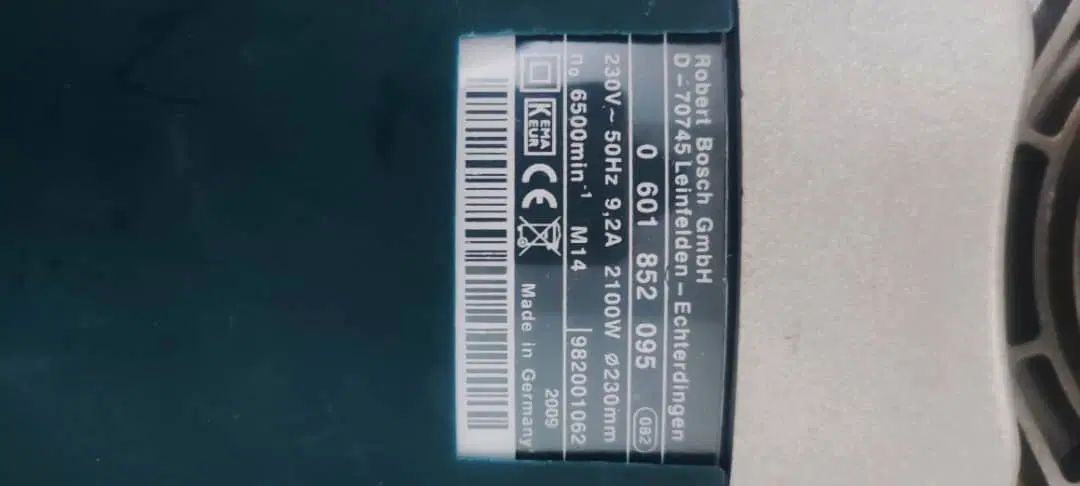 Robert Bosch GmbH
D-70745 Leinfelden-Echterdingen
0 601 852 095 082
230V~50Hz 9,2A 2100W ⌀230mm
n₀ 6500min⁻¹ M14 982001062
KEMA EUR CE 2009
Made in Germany